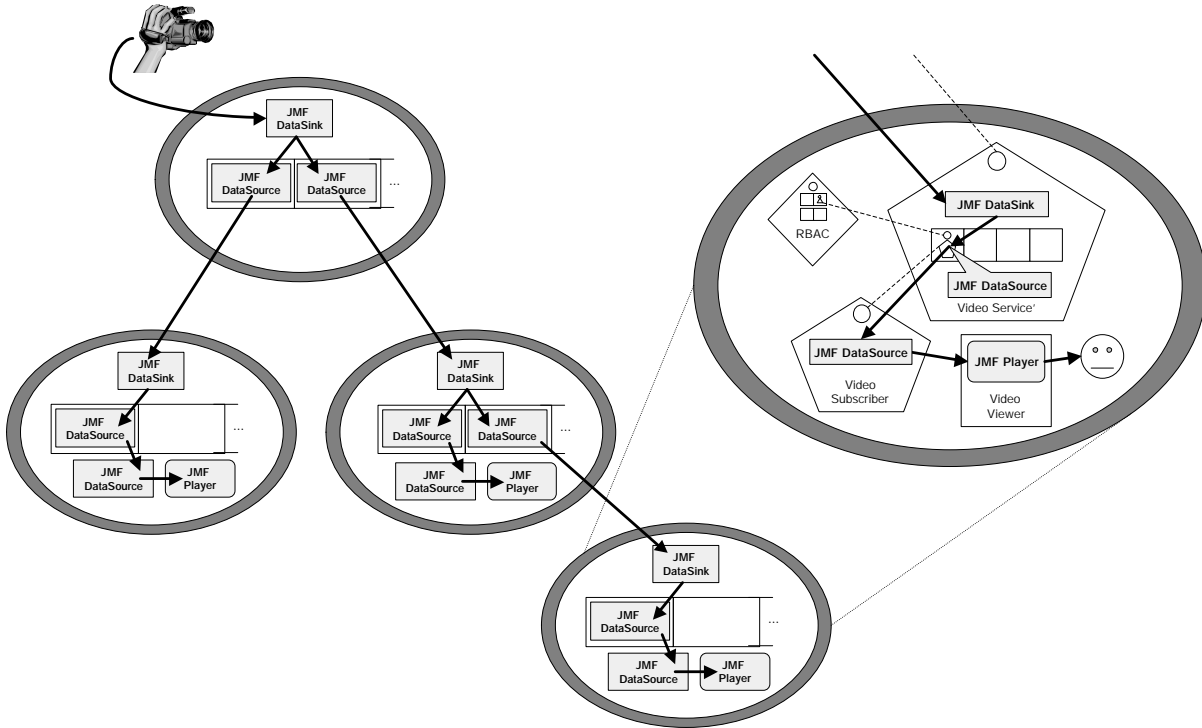 JMF
DataSink
JMF
DataSource
JMF
DataSource
...
JMF
DataSink
JMF
DataSource
...
JMF
DataSource
JMF
Player
JMF
DataSink
JMF
DataSource
JMF
DataSource
...
JMF
DataSource
JMF
Player
JMF
DataSink
JMF
DataSource
...
JMF
DataSource
JMF
Player
RBAC
JMF DataSink
JMF DataSource
Video Service'
JMF DataSource
Video
Subscriber
JMF Player
Video
Viewer